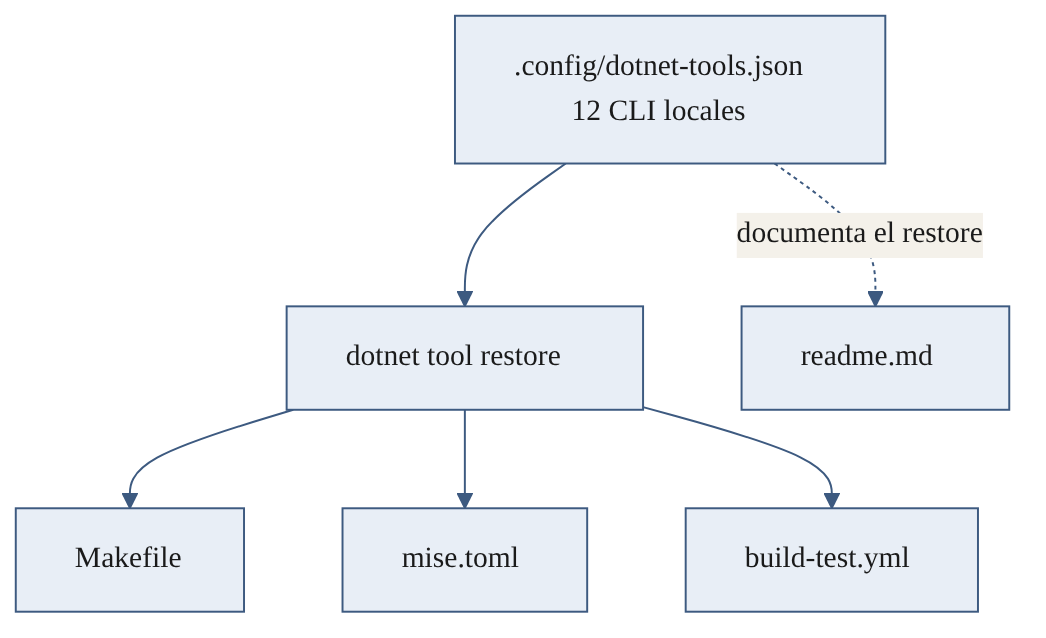 .config/dotnet-tools.json
12 CLI locales
documenta el restore
dotnet tool restore
readme.md
Makefile
mise.toml
build-test.yml